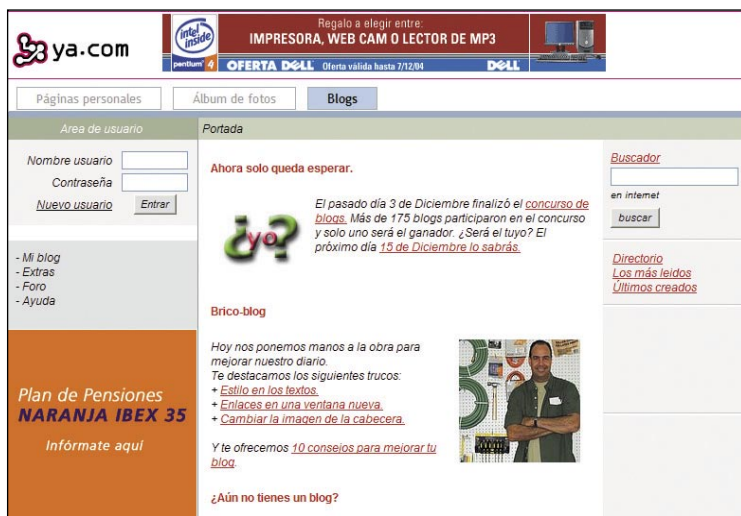 ya.com
intel inside
pentium 4
Regalo a elegir entre:
IMPRESORA, WEB CAM O LECTOR DE MP3
OFERTA DELL Oferta válida hasta 7/12/04 DELL
Páginas personales
Álbum de fotos
Blogs
Area de usuario
Nombre usuario
Contraseña
Nuevo usuario
Entrar
- Mi blog
- Extras
- Foro
- Ayuda
Plan de Pensiones
NARANJA IBEX 35
Infórmate aquí
Portada
Ahora solo queda esperar.
¿yo?
El pasado día 3 de Diciembre finalizó el concurso de
blogs. Más de 175 blogs participaron en el concurso
y solo uno será el ganador. ¿Será el tuyo? El
próximo día 15 de Diciembre lo sabrás.
Brico-blog
Hoy nos ponemos manos a la obra para
mejorar nuestro diario.
Te destacamos los siguientes trucos:
+ Estilo en los textos.
+ Enlaces en una ventana nueva.
+ Cambiar la imagen de la cabecera.
Y te ofrecemos 10 consejos para mejorar tu
blog.
¿Aún no tienes un blog?
Buscador
en internet
buscar
Directorio
Los más leidos
Últimos creados